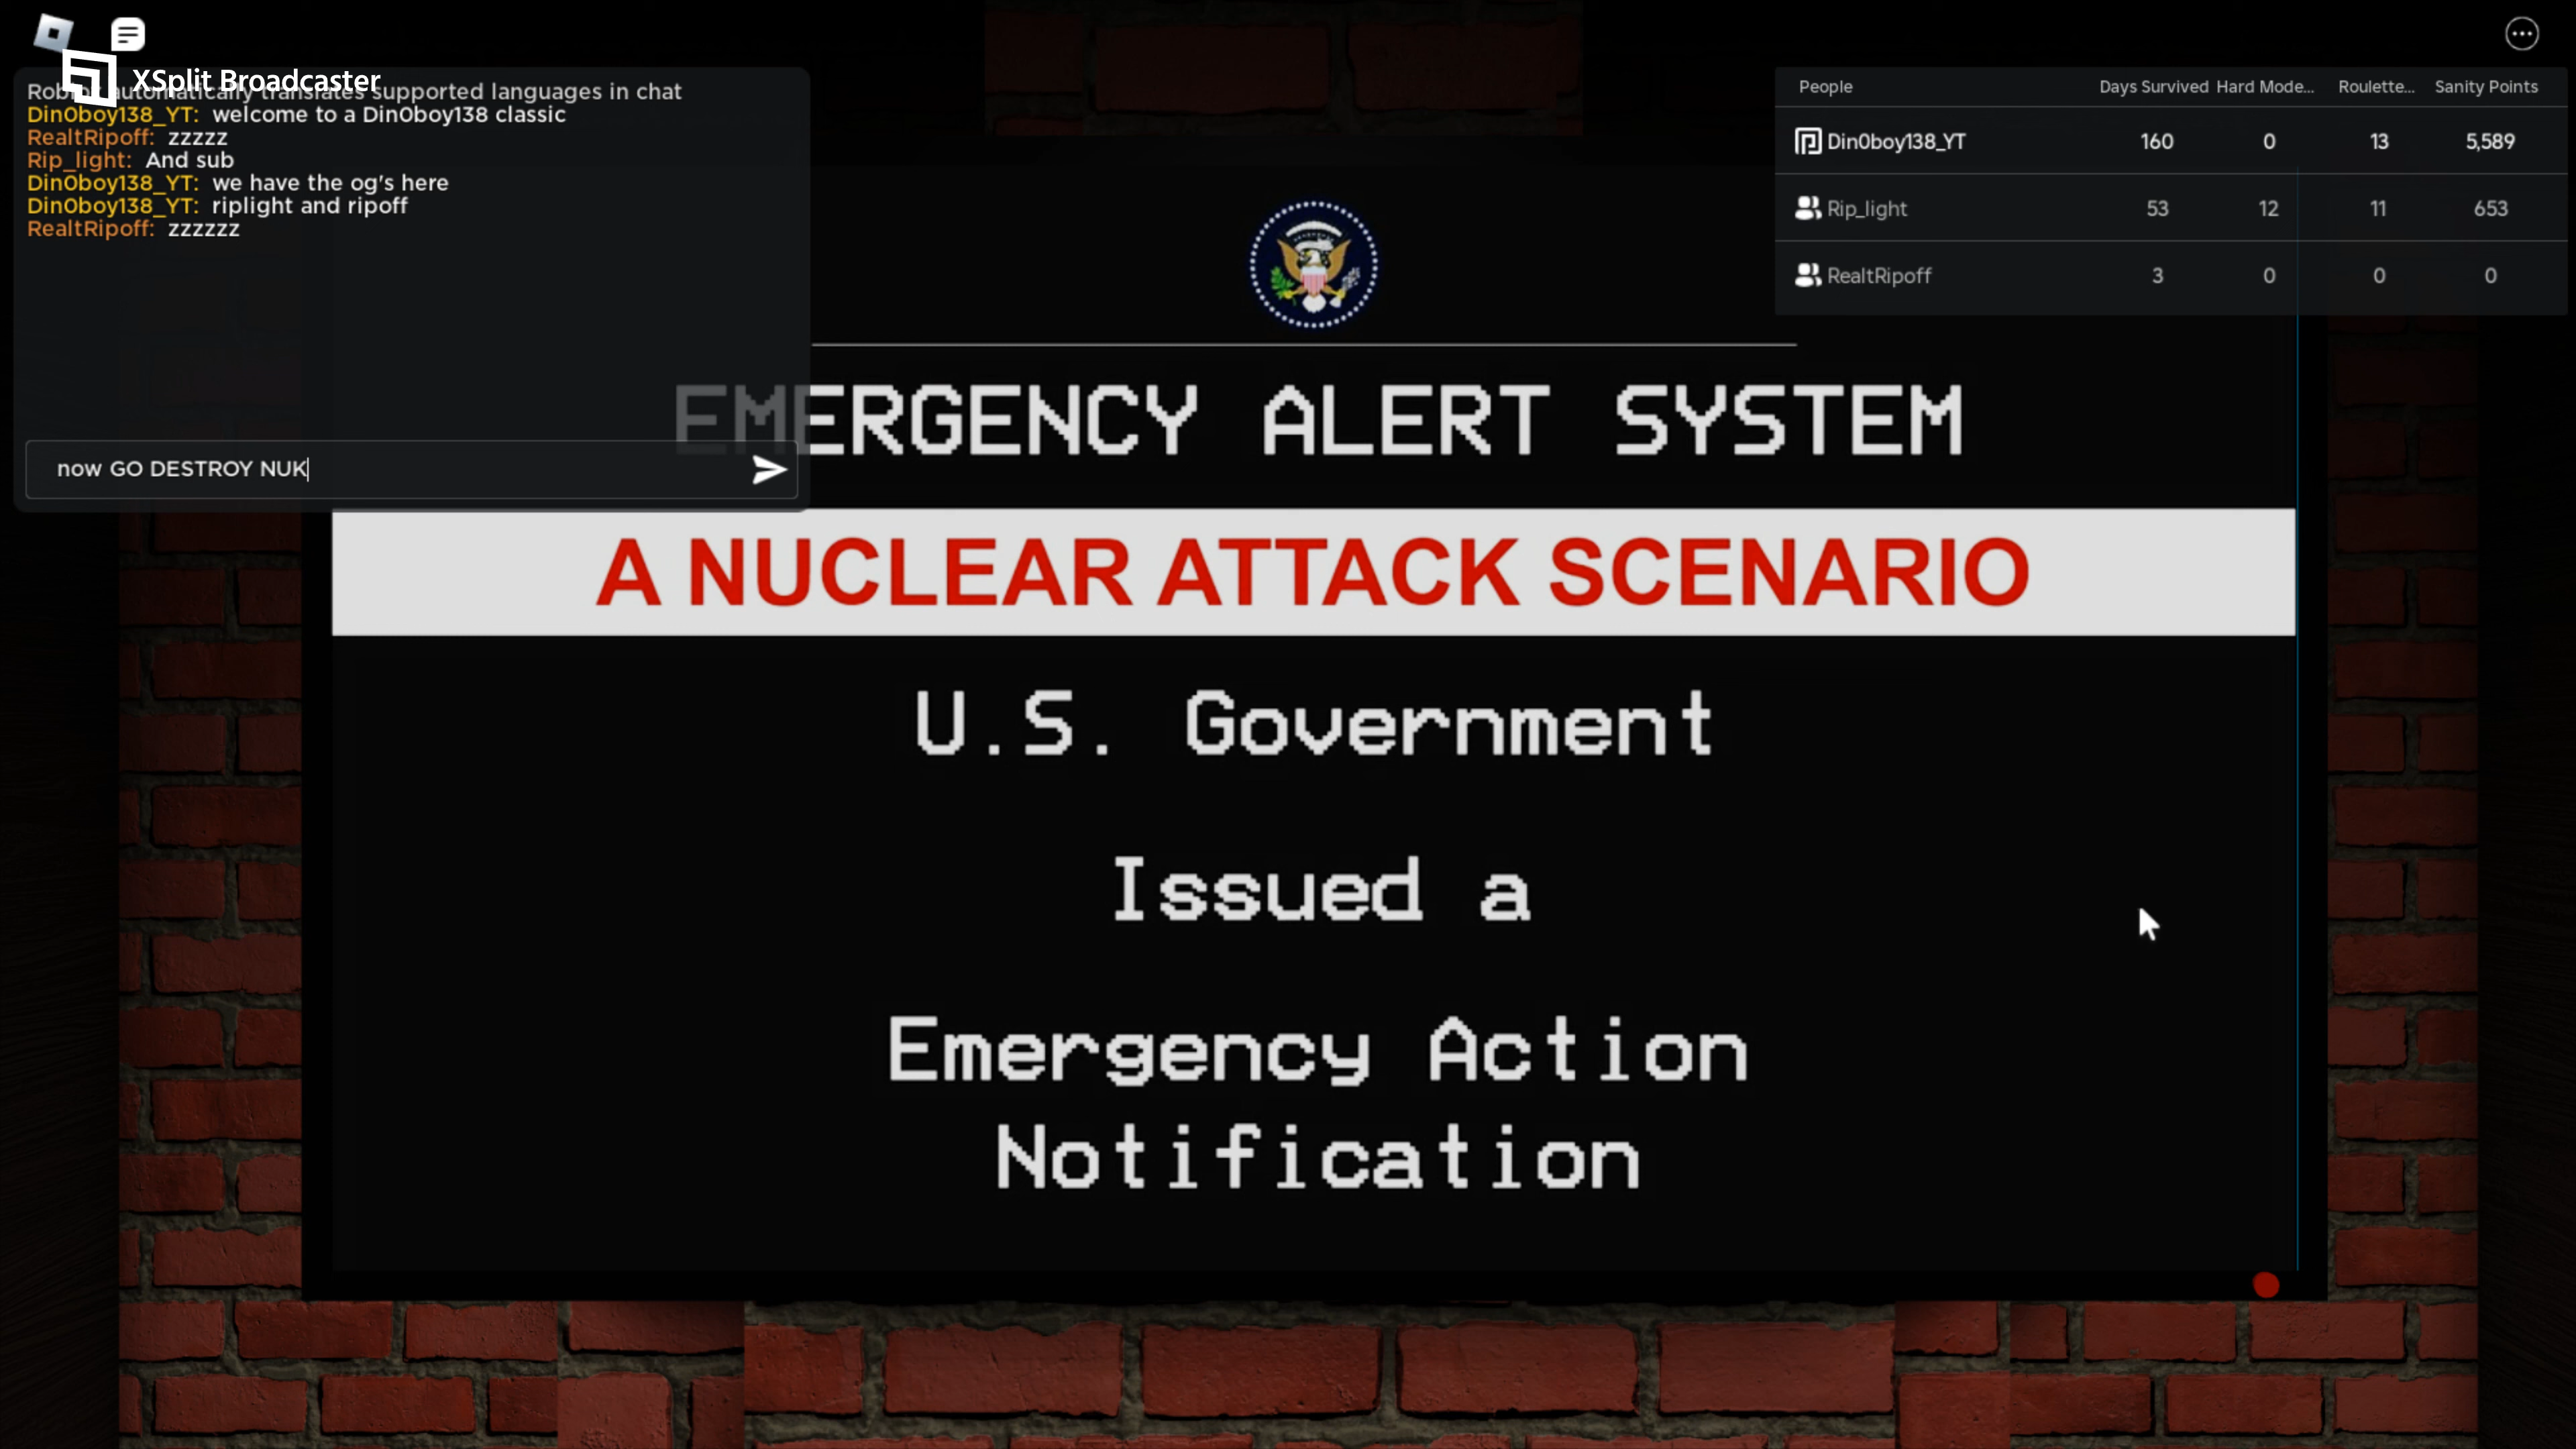 XSplit Broadcaster
Roblox automatically translates supported languages in chat
Din0boy138_YT: welcome to a Din0boy138 classic
RealtRipoff: zzzzz
Rip_light: And sub
Din0boy138_YT: we have the og's here
Din0boy138_YT: riplight and ripoff
RealtRipoff: zzzzzz
now GO DESTROY NUK
People Days Survived Hard Mode... Roulette... Sanity Points
Din0boy138_YT 160 0 13 5,589
Rip_light 53 12 11 653
RealtRipoff 3 0 0 0
EMERGENCY ALERT SYSTEM
A NUCLEAR ATTACK SCENARIO
U.S. Government
Issued a
Emergency Action
Notification